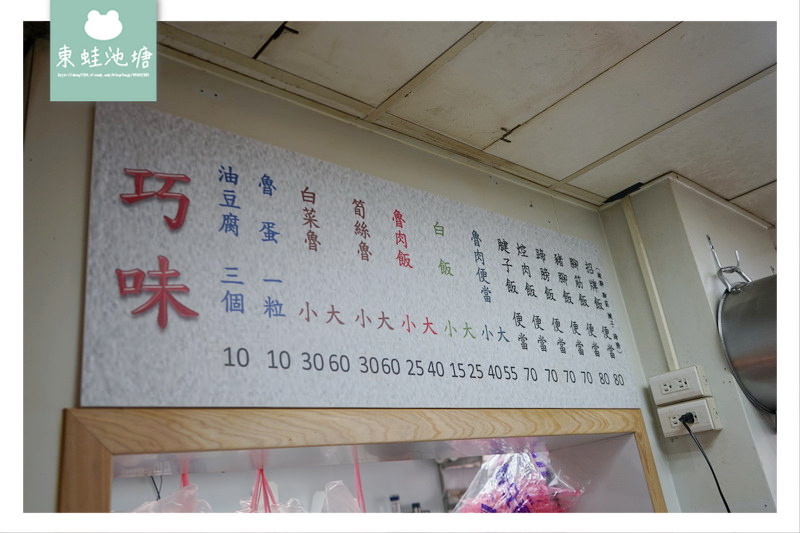 東蛙池塘
招牌飯 便當 80
腳筋飯 便當 80
豬腳飯 便當 70
蹄膀飯 便當 70
焢肉飯 便當 70
腱子飯 便當 70
魯肉便當 小 大 40 55
白飯 小 大 15 25
魯肉飯 小 大 25 40
筍絲魯 小 大 30 60
白菜魯 小 大 30 60
魯蛋 一粒 10
油豆腐 三個 10
巧味